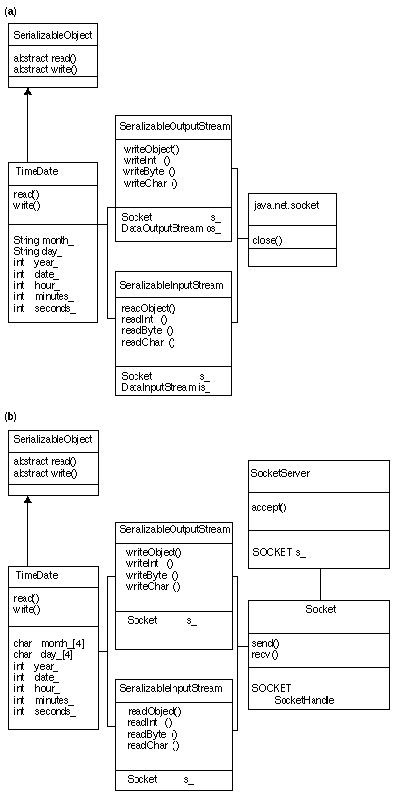 (a)
SerializableObject
abstract read()
abstract write()
TimeDate
read()
write()
String month_
String day_
int year_
int date_
int hour_
int minutes_
int seconds_
SeralizableOutputStream
writeObject()
writeInt ()
writeByte ()
writeChar ()
Socket s_
DataOutputStream os_
SeralizableInputStream
readObject()
readInt ()
readByte ()
readChar ()
Socket s_
DataInputStream is_
java.net.socket
close()
(b)
SerializableObject
abstract read()
abstract write()
TimeDate
read()
write()
char month_[4]
char day_[4]
int year_
int date_
int hour_
int minutes_
int seconds_
SeralizableOutputStream
writeObject()
writeInt ()
writeByte ()
writeChar ()
Socket s_
SeralizableInputStream
readObject()
readInt ()
readByte ()
readChar ()
Socket s_
SocketServer
accept()
SOCKET s_
Socket
send()
recv()
SOCKET
SocketHandle